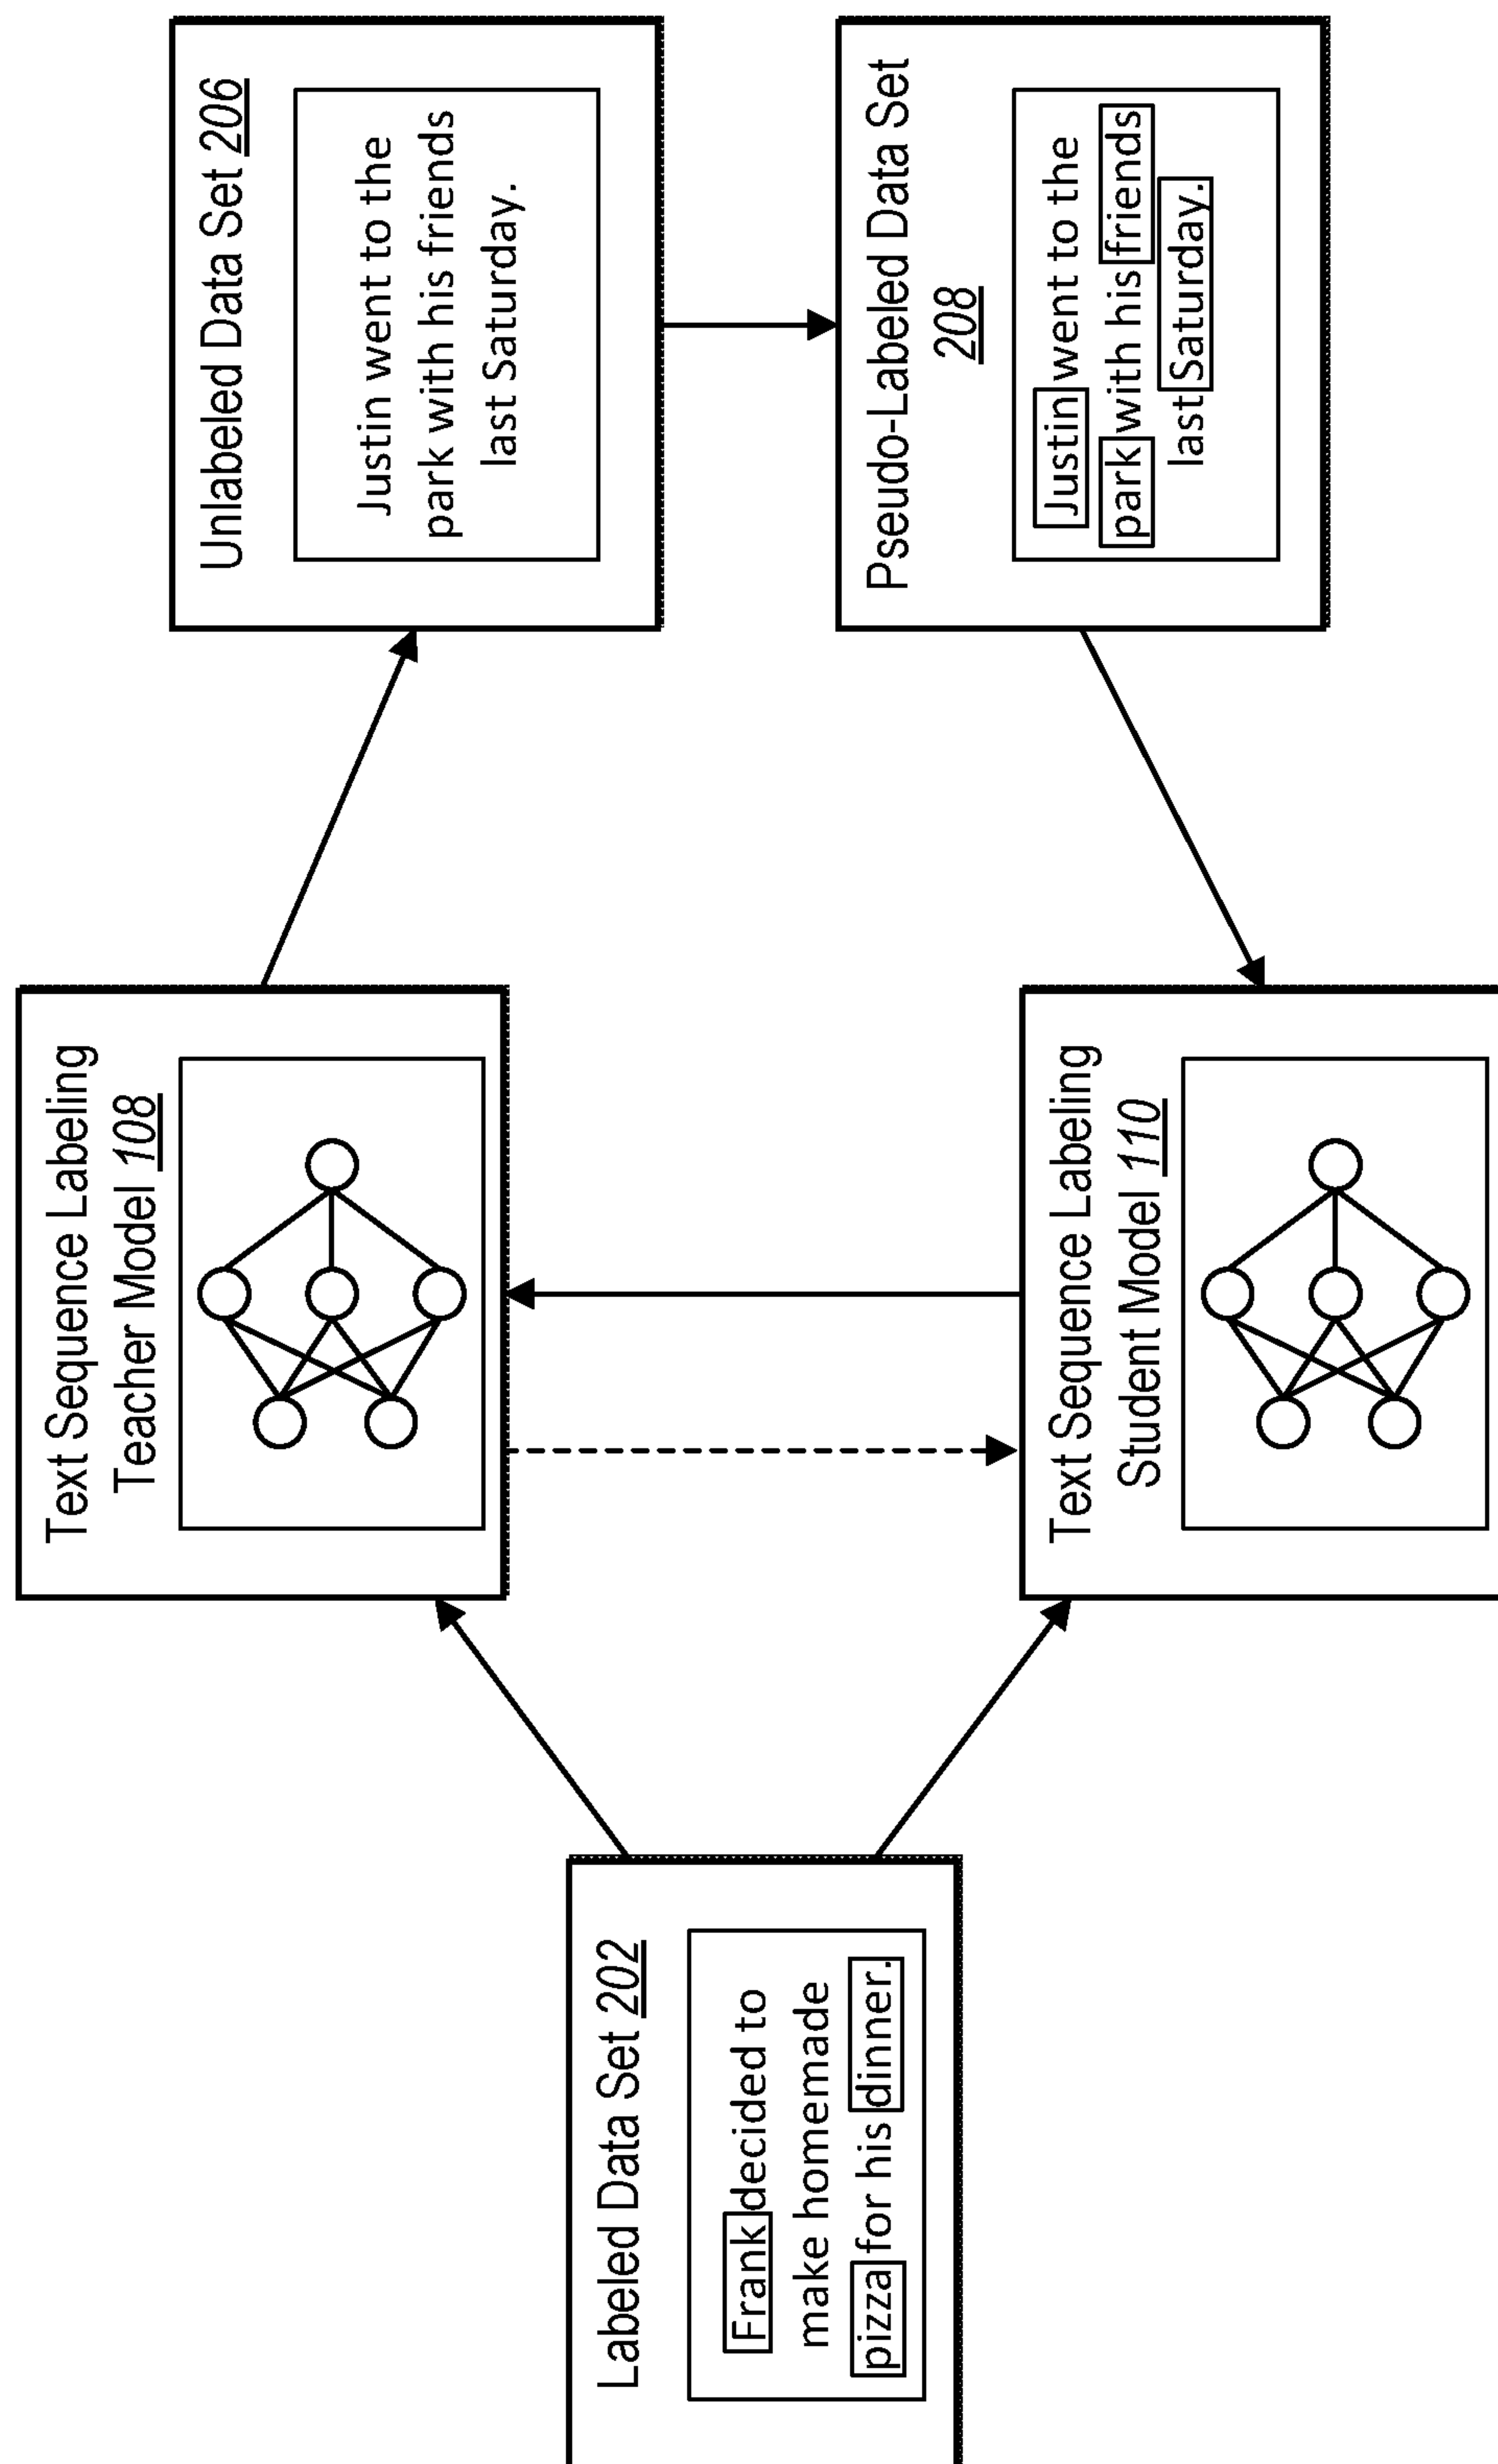 Labeled Data Set 202
Frank decided to
make homemade
pizza for his dinner.
Text Sequence Labeling
Teacher Model 108
Text Sequence Labeling
Student Model 110
Unlabeled Data Set 206
Justin went to the
park with his friends
last Saturday.
Pseudo-Labeled Data Set
208
Justin went to the
park with his friends
last Saturday.